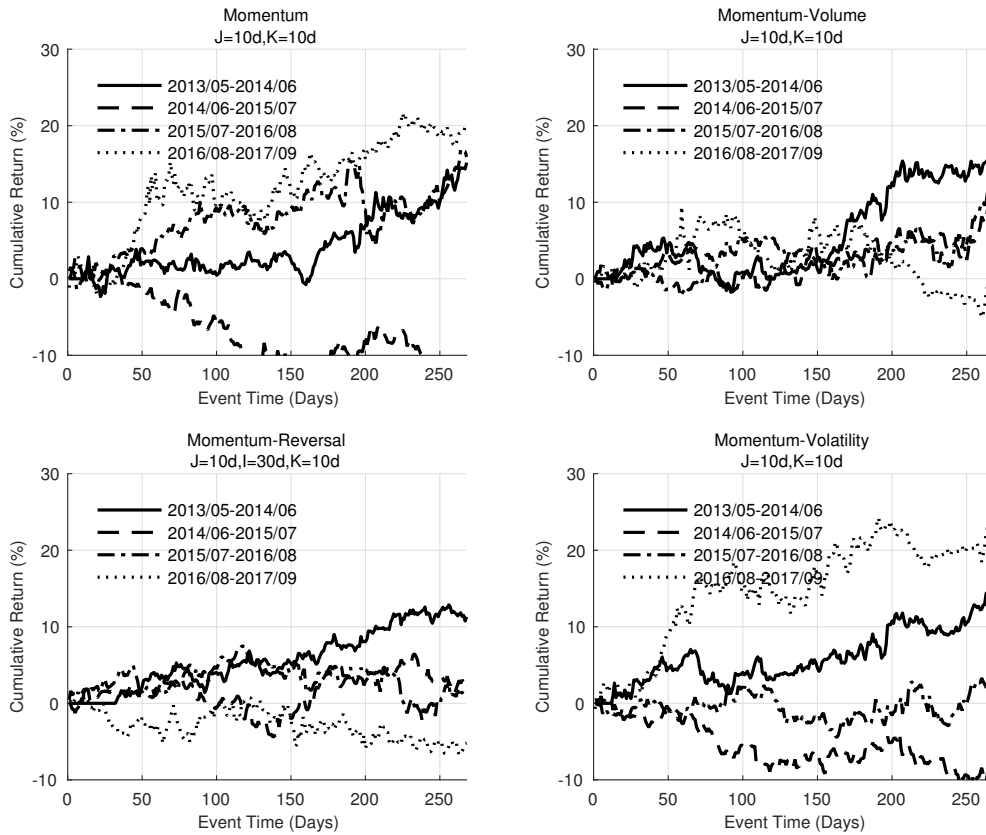 Momentum
J=10d,K=10d
30
20
10
0
-10
Cumulative Return (%)
2013/05-2014/06
2014/06-2015/07
2015/07-2016/08
2016/08-2017/09
0 50 100 150 200 250
Event Time (Days)
Momentum-Volume
J=10d,K=10d
30
20
10
0
-10
Cumulative Return (%)
2013/05-2014/06
2014/06-2015/07
2015/07-2016/08
2016/08-2017/09
0 50 100 150 200 250
Event Time (Days)
Momentum-Reversal
J=10d,I=30d,K=10d
30
20
10
0
-10
Cumulative Return (%)
2013/05-2014/06
2014/06-2015/07
2015/07-2016/08
2016/08-2017/09
0 50 100 150 200 250
Event Time (Days)
Momentum-Volatility
J=10d,K=10d
30
20
10
0
-10
Cumulative Return (%)
2013/05-2014/06
2014/06-2015/07
2015/07-2016/08
2016/08-2017/09
0 50 100 150 200 250
Event Time (Days)